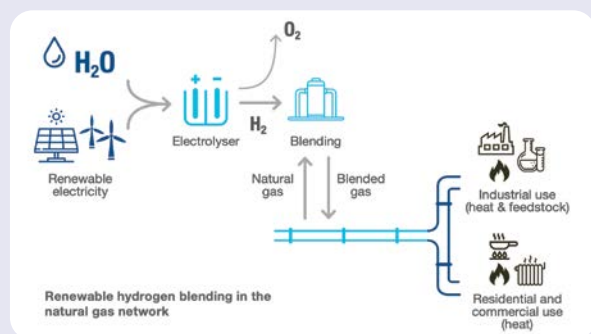 H₂O
Renewable
electricity
+ −
Electrolyser
O₂
H₂
Blending
Natural
gas
Blended
gas
Industrial use
(heat & feedstock)
Residential and
commercial use
(heat)
Renewable hydrogen blending in the
natural gas network